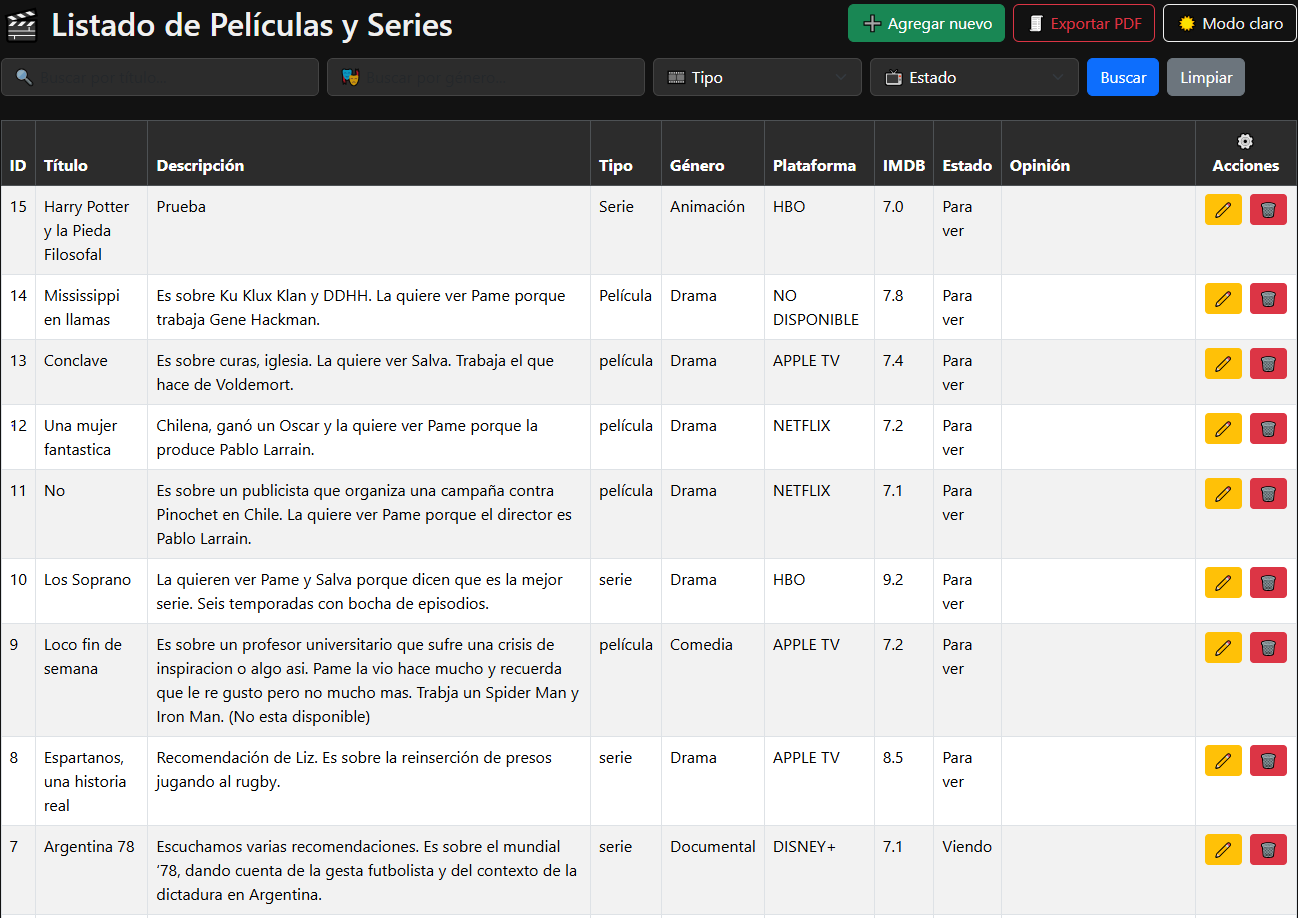 Listado de Películas y Series
Agregar nuevo
Exportar PDF
Modo claro
Buscar por título...
Buscar por género...
Tipo
Estado
Buscar
Limpiar
ID Título Descripción Tipo Género Plataforma IMDB Estado Opinión Acciones
15 Harry Potter Prueba Serie Animación HBO 7.0 Para
y la Pieda ver
Filosofal
14 Mississippi Es sobre Ku Klux Klan y DDHH. La quiere ver Pame porque Película Drama NO 7.8 Para
en llamas trabaja Gene Hackman. DISPONIBLE ver
13 Conclave Es sobre curas, iglesia. La quiere ver Salva. Trabaja el que película Drama APPLE TV 7.4 Para
hace de Voldemort. ver
12 Una mujer Chilena, ganó un Oscar y la quiere ver Pame porque la película Drama NETFLIX 7.2 Para
fantastica produce Pablo Larrain. ver
11 No Es sobre un publicista que organiza una campaña contra película Drama NETFLIX 7.1 Para
Pinochet en Chile. La quiere ver Pame porque el director es ver
Pablo Larrain.
10 Los Soprano La quieren ver Pame y Salva porque dicen que es la mejor serie Drama HBO 9.2 Para
serie. Seis temporadas con bocha de episodios. ver
9 Loco fin de Es sobre un profesor universitario que sufre una crisis de película Comedia APPLE TV 7.2 Para
semana inspiracion o algo asi. Pame la vio hace mucho y recuerda ver
que le re gusto pero no mucho mas. Trabja un Spider Man y
Iron Man. (No esta disponible)
8 Espartanos, Recomendación de Liz. Es sobre la reinserción de presos serie Drama APPLE TV 8.5 Para
una historia jugando al rugby. ver
real
7 Argentina 78 Escuchamos varias recomendaciones. Es sobre el mundial serie Documental DISNEY+ 7.1 Viendo
‘78, dando cuenta de la gesta futbolista y del contexto de la
dictadura en Argentina.